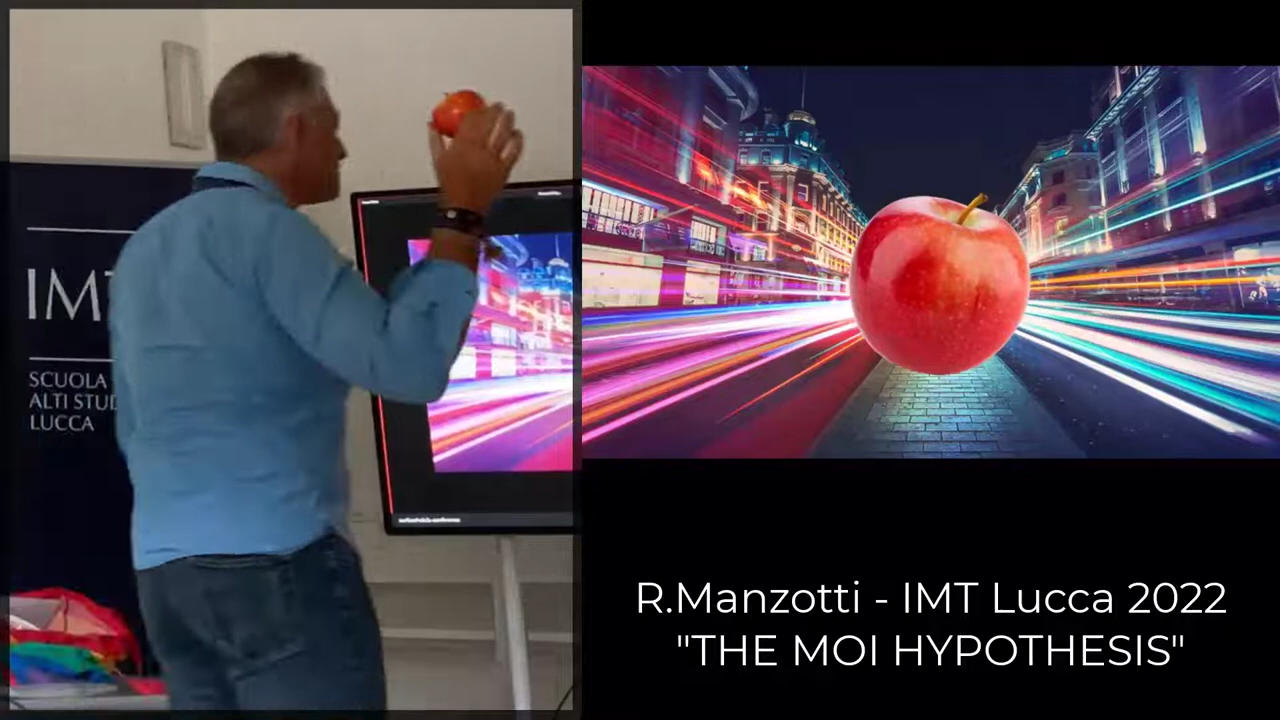 IMT
SCUOLA
ALTI STUD
LUCCA
R.Manzotti - IMT Lucca 2022
"THE MOI HYPOTHESIS"